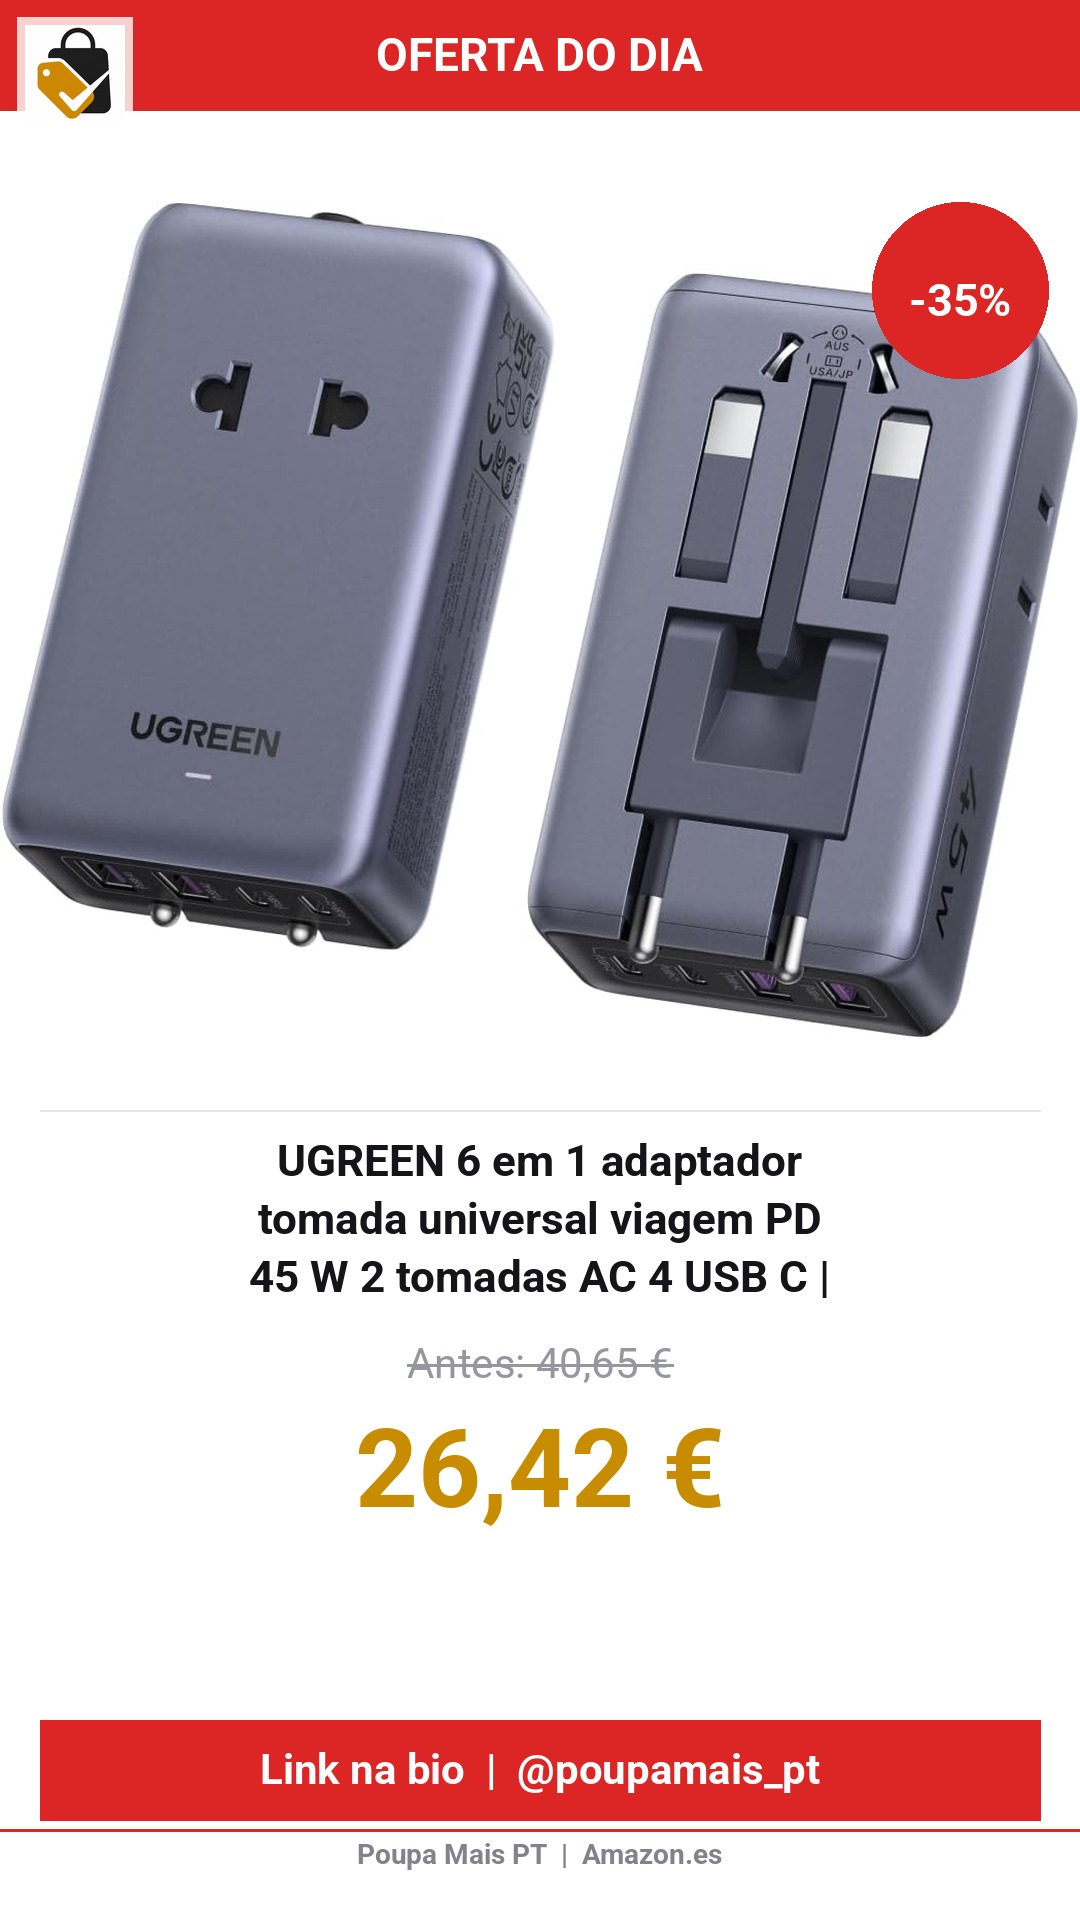 OFERTA DO DIA
-35%
AUS
USA/JP
UGREEN
45W
UGREEN 6 em 1 adaptador
tomada universal viagem PD
45 W 2 tomadas AC 4 USB C |
Antes: 40,65 €
26,42 €
Link na bio | @poupamais_pt
Poupa Mais PT | Amazon.es